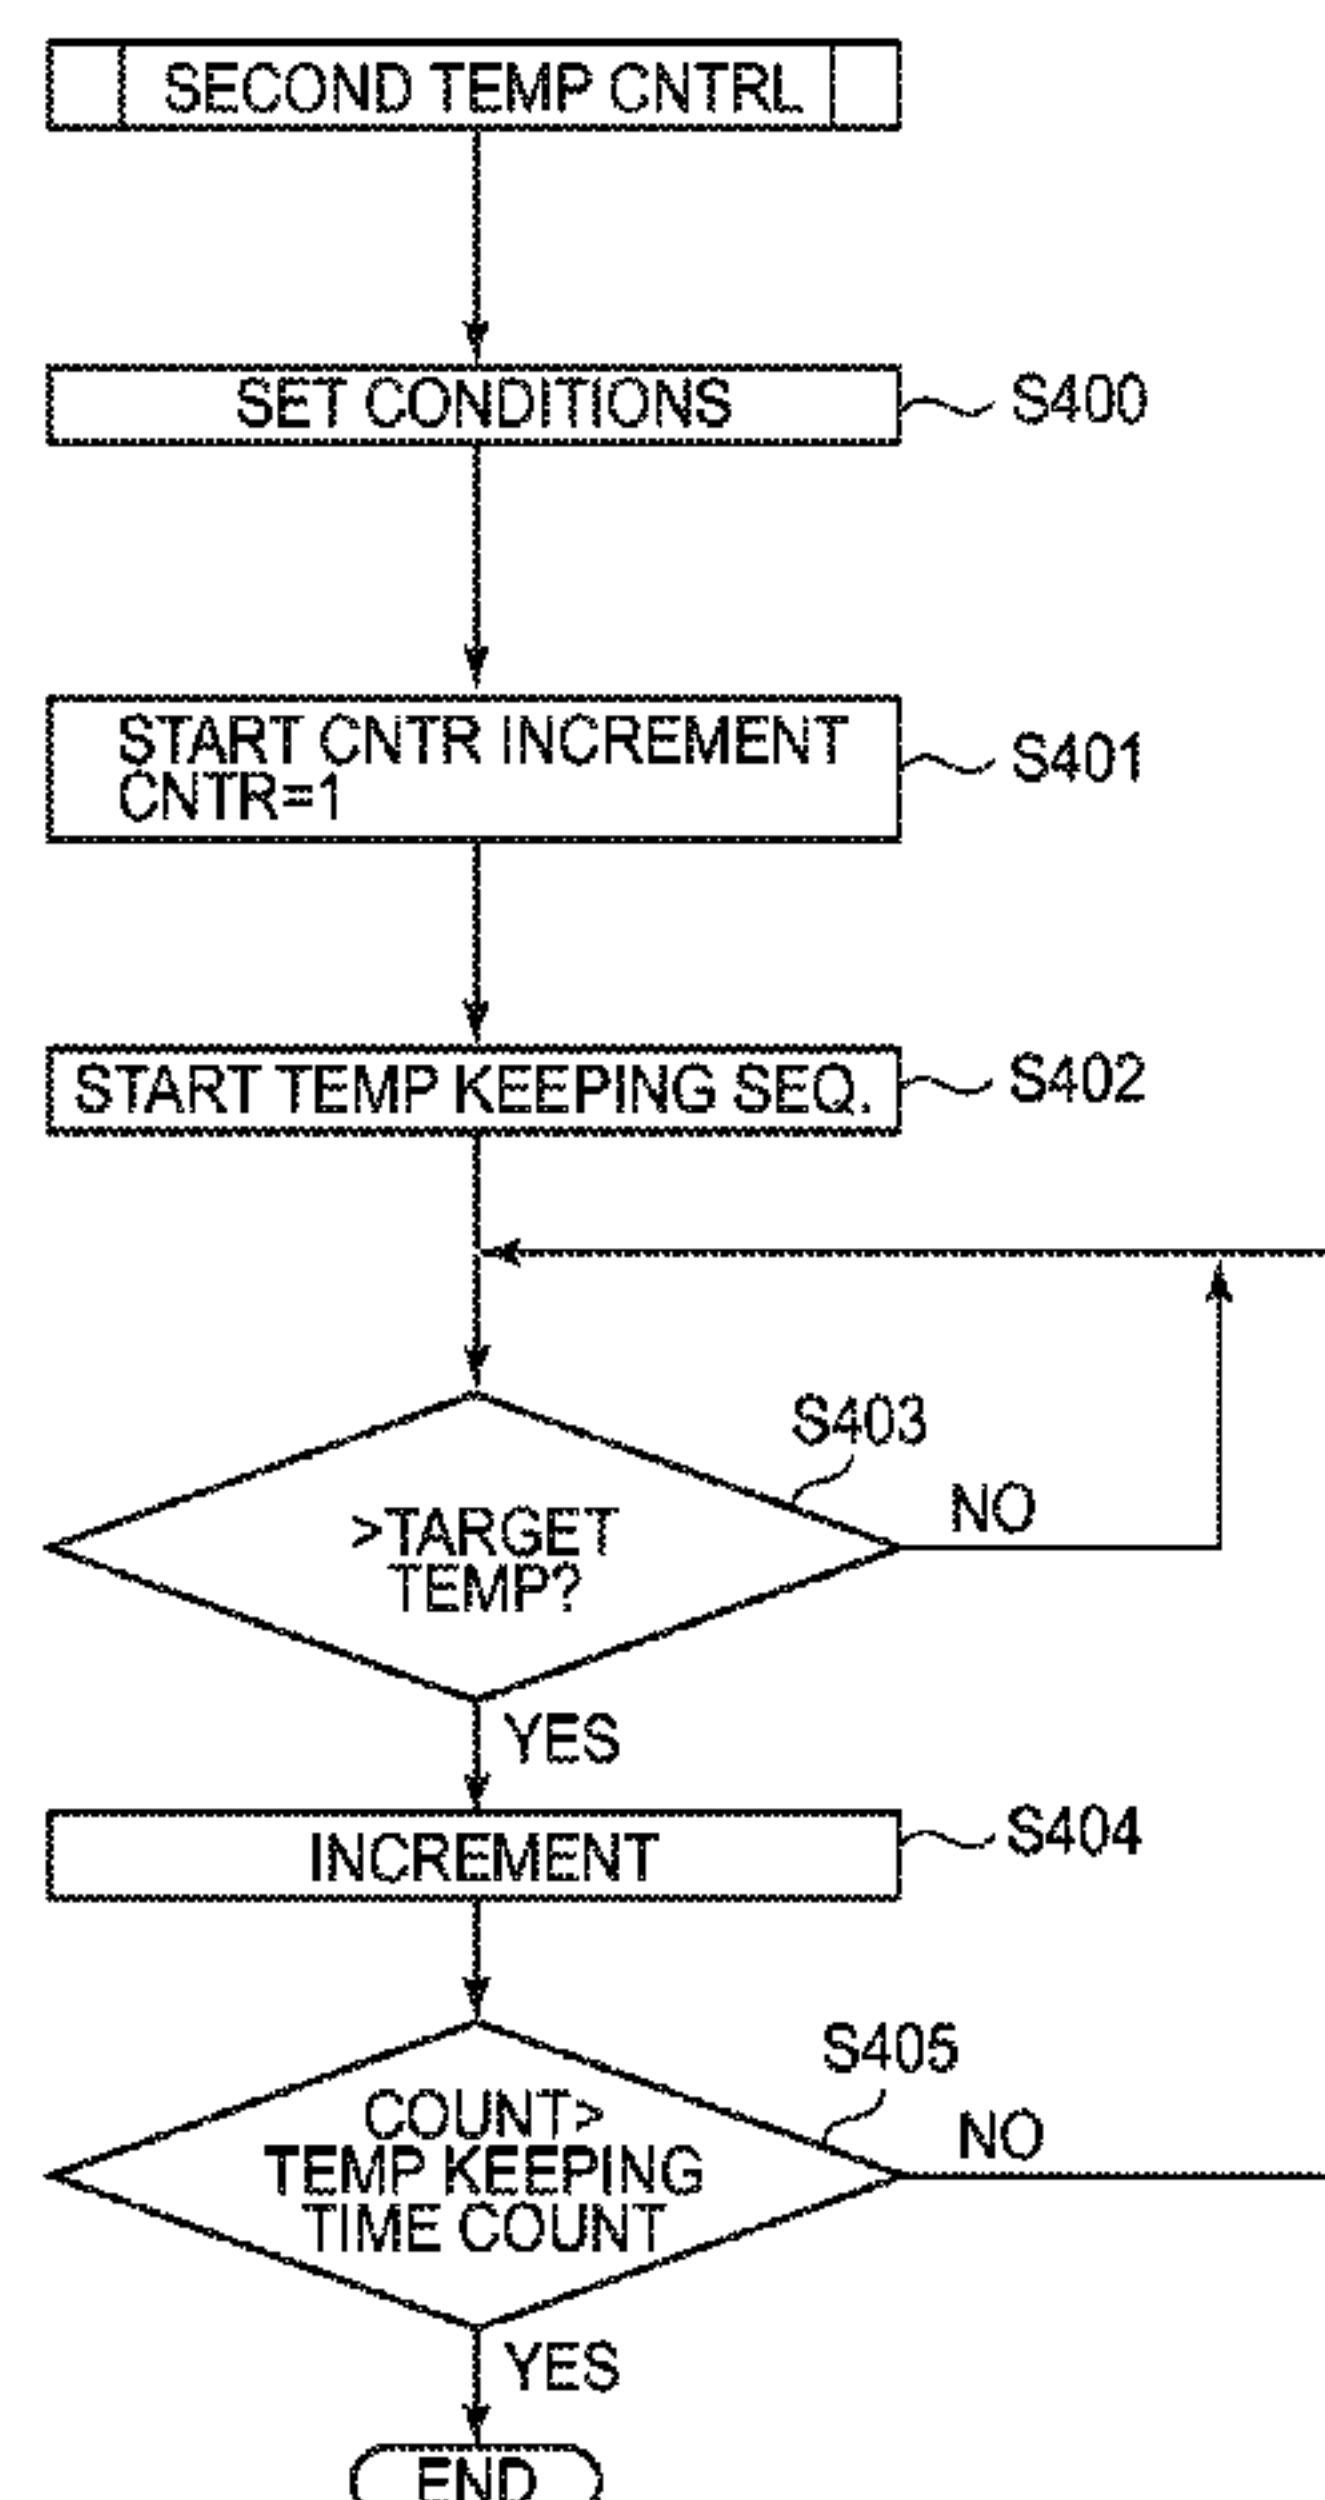 SECOND TEMP CNTRL
SET CONDITIONS
S400
START CNTR INCREMENT
CNTR=1
S401
START TEMP KEEPING SEQ.
S402
S403
>TARGET
TEMP?
NO
YES
INCREMENT
S404
S405
COUNT>
TEMP KEEPING
TIME COUNT
NO
YES
END